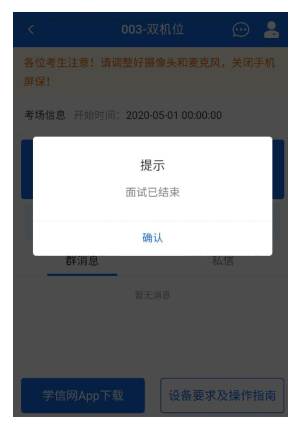 003-双机位
各位考生注意！请调整好摄像头和麦克风，关闭手机
屏保！
考场信息 开始时间：2020-05-01 00:00:00
提示
面试已结束
确认
群消息 私信
暂无消息
学信网App下载 设备要求及操作指南